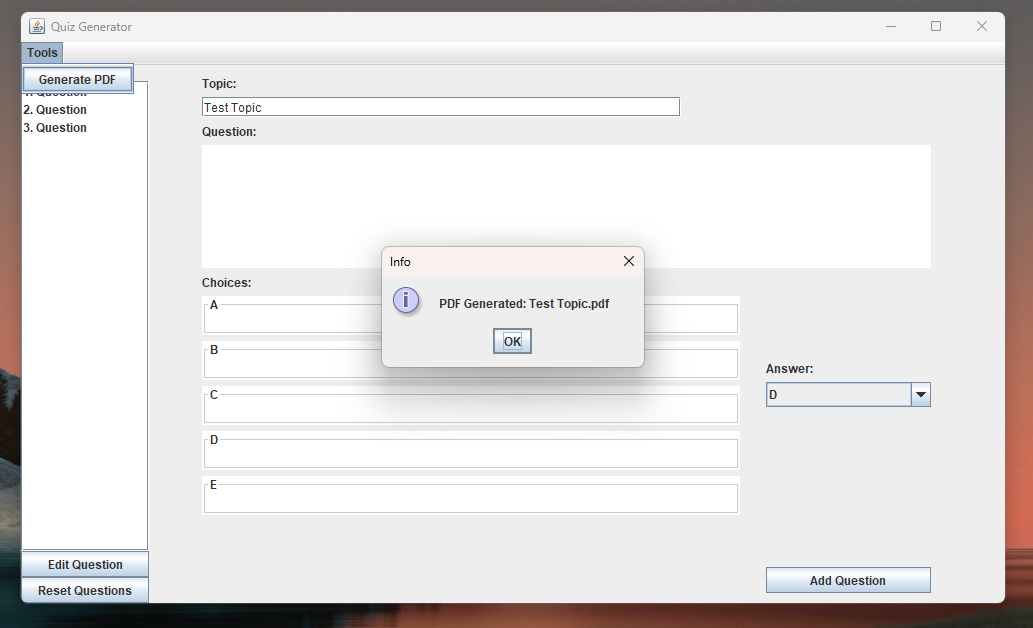 Quiz Generator
Tools
Generate PDF
1. Question
2. Question
3. Question
Edit Question
Reset Questions
Topic:
Test Topic
Question:
Choices:
A
B
C
D
E
Answer:
D
Add Question
Info
PDF Generated: Test Topic.pdf
OK